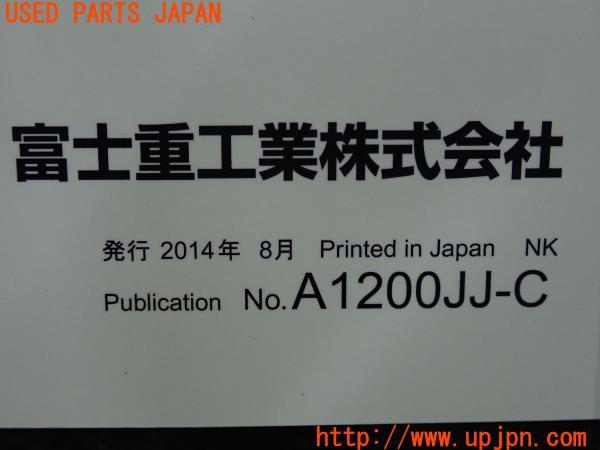 USED PARTS JAPAN
富士重工業株式会社
発行 2014年 8月 Printed in Japan NK
Publication No. A1200JJ-C
http://www.upjpn.com/